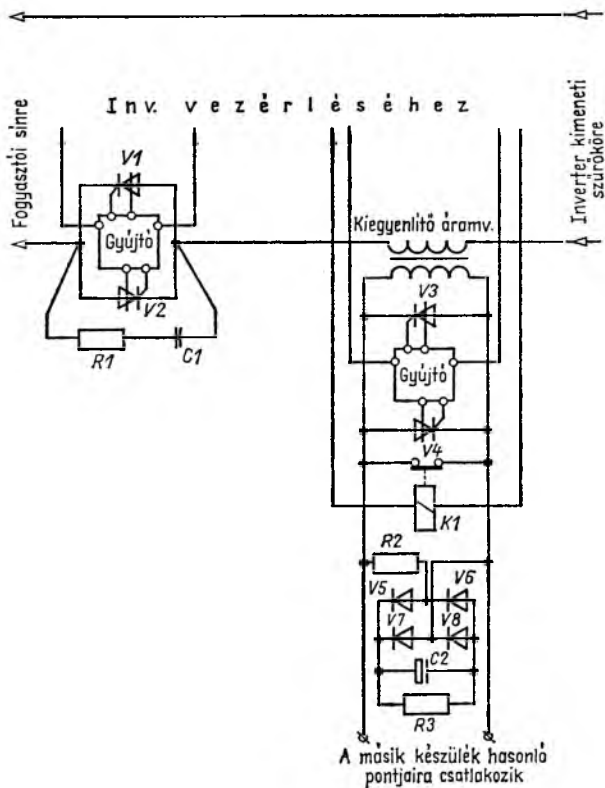 Inv. vezérléséhez
Fogyasztói sínre
Inverter kimeneti
szűrőköre
V1
Gyújtó
V2
R1
C1
Kiegyenlítő áramv.
V3
Gyújtó
V4
K1
R2
V5
V6
V7
V8
C2
R3
A másik készülék hasonló
pontjaira csatlakozik